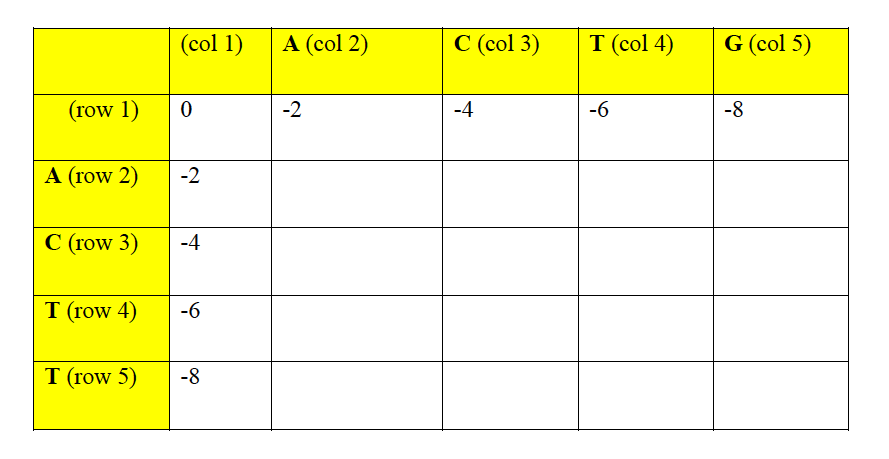 (col 1) A (col 2) C (col 3) T (col 4) G (col 5)
(row 1) 0 -2 -4 -6 -8
A (row 2) -2
C (row 3) -4
T (row 4) -6
T (row 5) -8